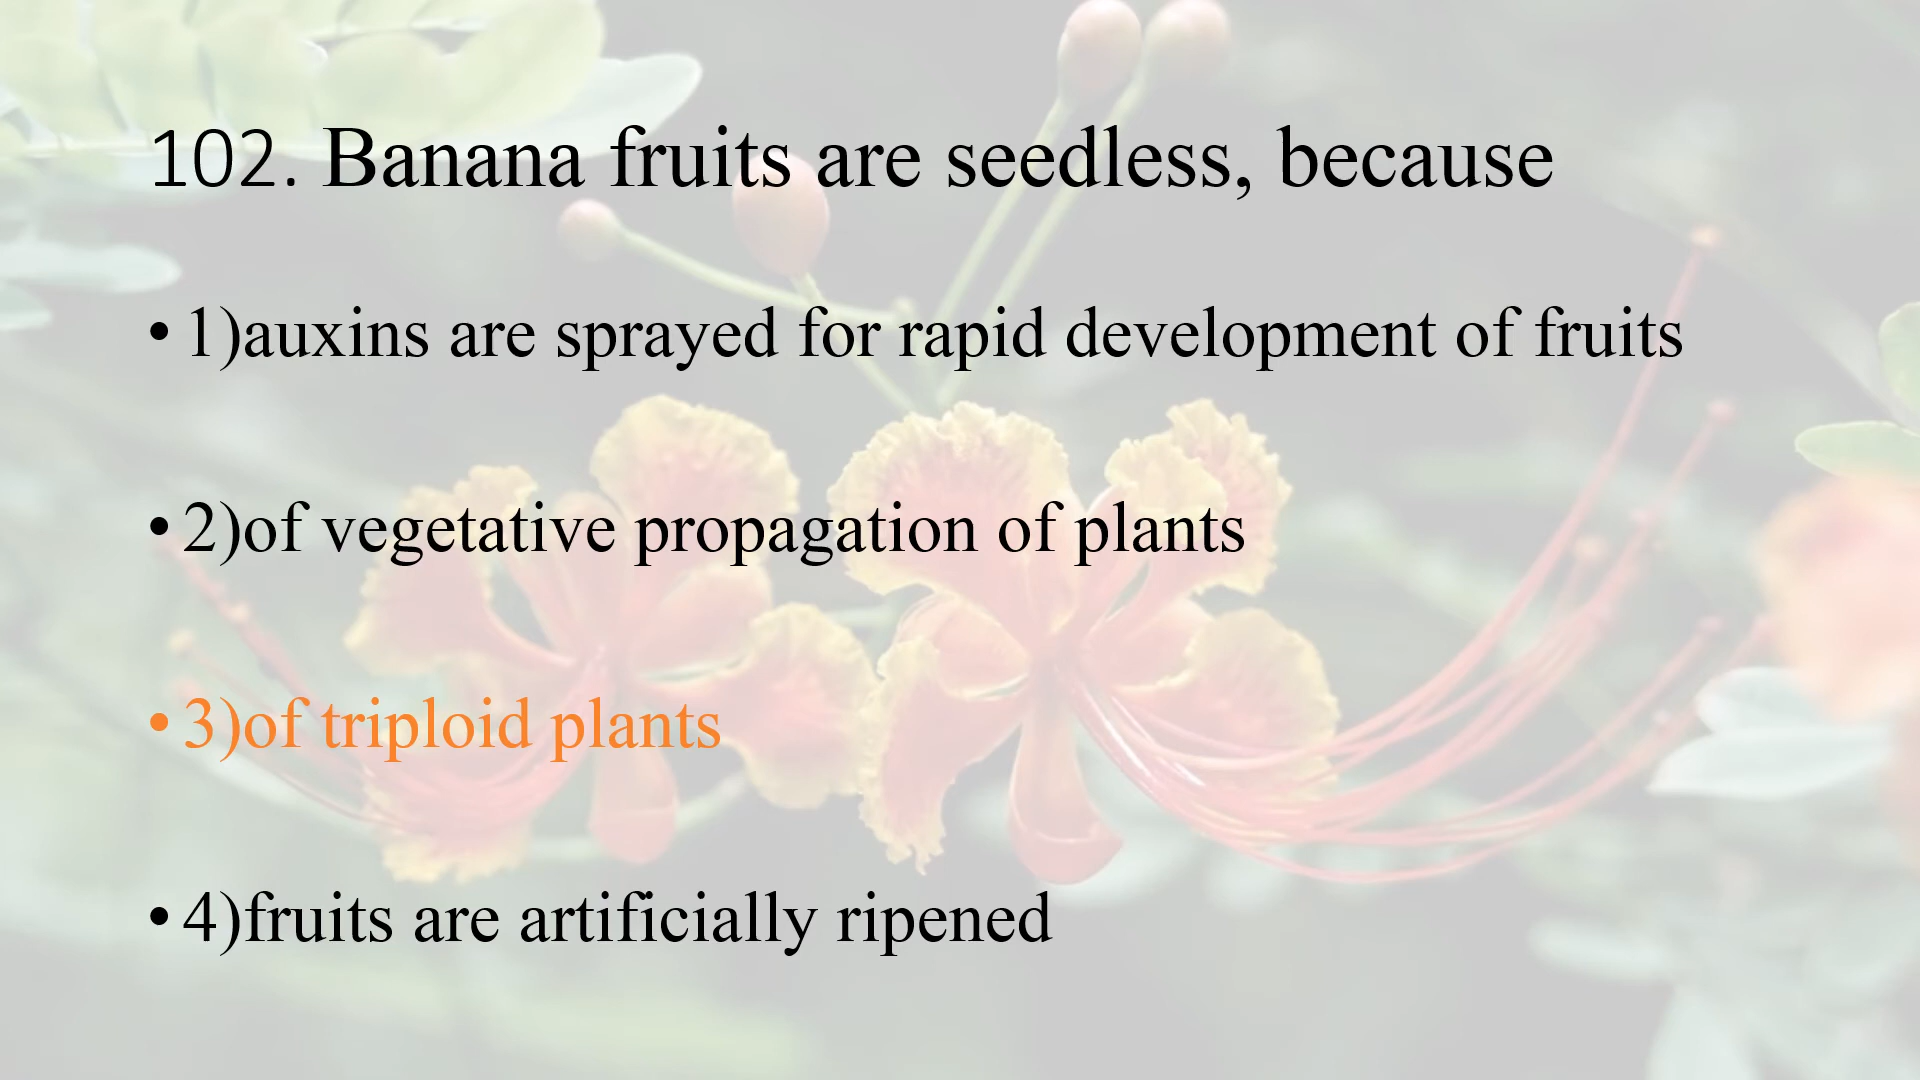 102. Banana fruits are seedless, because
• 1)auxins are sprayed for rapid development of fruits
• 2)of vegetative propagation of plants
• 3)of triploid plants
• 4)fruits are artificially ripened